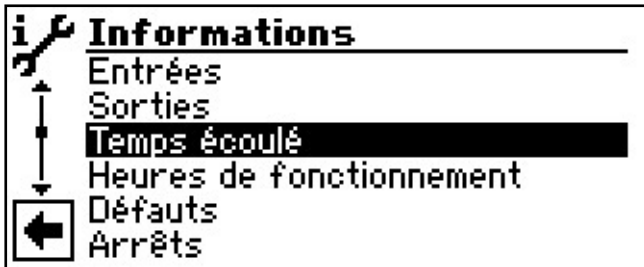 Informations
Entrées
Sorties
Temps écoulé
Heures de fonctionnement
Défauts
Arrêts